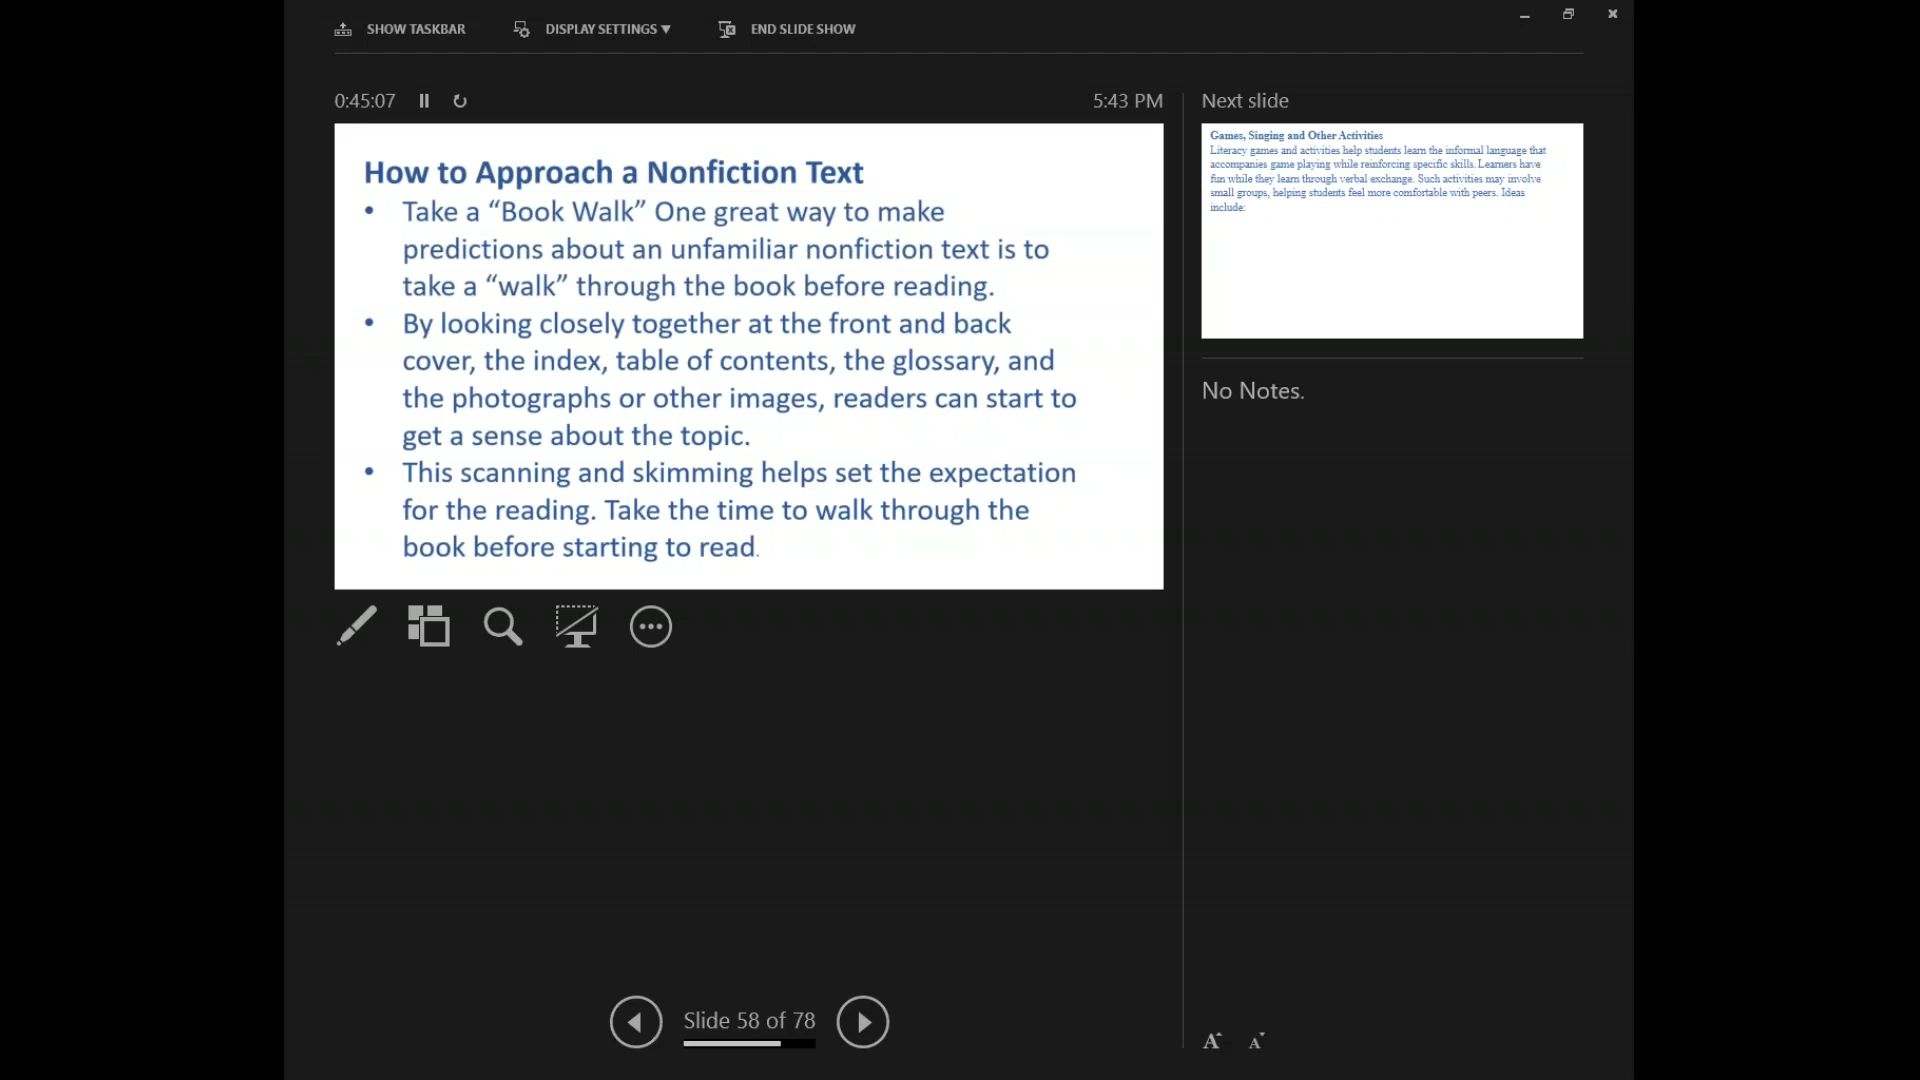 SHOW TASKBAR
DISPLAY SETTINGS ▼
END SLIDE SHOW
0:45:07
5:43 PM
How to Approach a Nonfiction Text
• Take a “Book Walk” One great way to make
predictions about an unfamiliar nonfiction text is to
take a “walk” through the book before reading.
• By looking closely together at the front and back
cover, the index, table of contents, the glossary, and
the photographs or other images, readers can start to
get a sense about the topic.
• This scanning and skimming helps set the expectation
for the reading. Take the time to walk through the
book before starting to read.
Slide 58 of 78
Next slide
Games, Singing and Other Activities
Literacy games and activities help students learn the informal language that
accompanies game playing while reinforcing specific skills. Learners have
fun while they learn through verbal exchange. Such activities may involve
small groups, helping students feel more comfortable with peers. Ideas
include:
No Notes.
A A